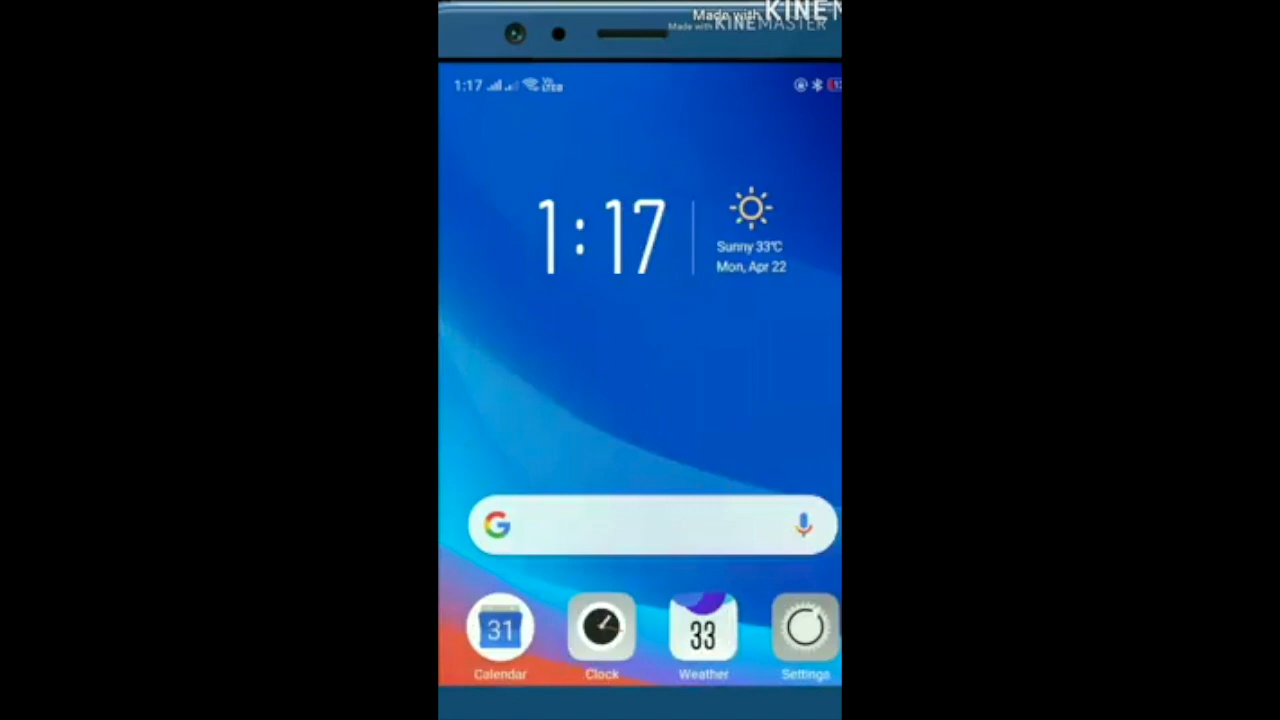 Made with KINEM
Made with KINEMASTER
1:17
1:17
Sunny 33°C
Mon, Apr 22
31
33
Calendar
Clock
Weather
Settings